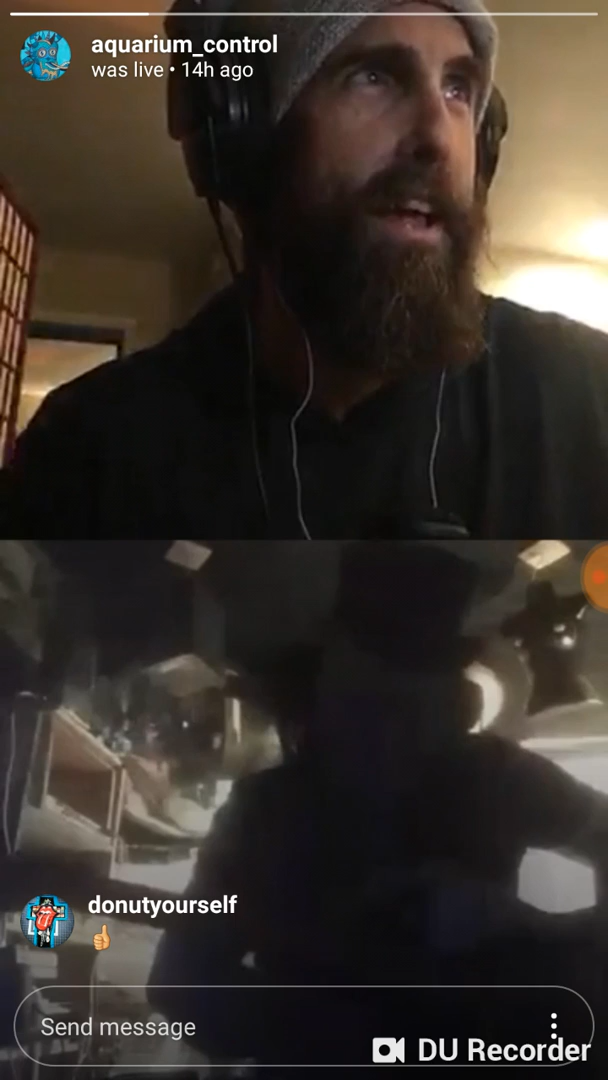 aquarium_control
was live • 14h ago
donutyourself
👍
Send message
DU Recorder